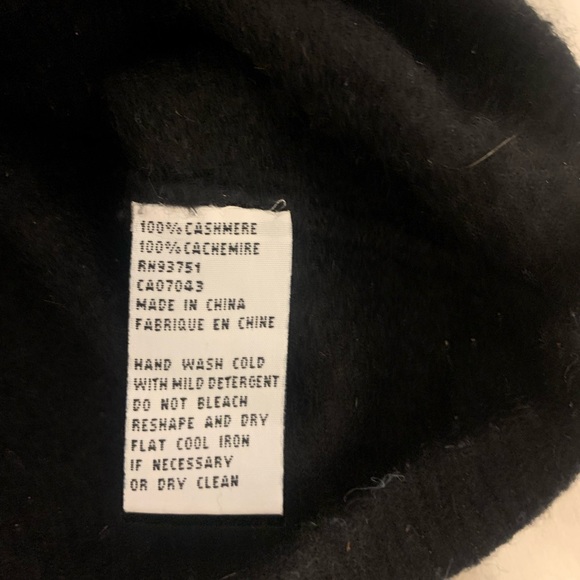 100% CASHMERE
100% CACHEMIRE
RN93751
CA07043
MADE IN CHINA
FABRIQUE EN CHINE
HAND WASH COLD
WITH MILD DETERGENT
DO NOT BLEACH
RESHAPE AND DRY
FLAT COOL IRON
IF NECESSARY
OR DRY CLEAN